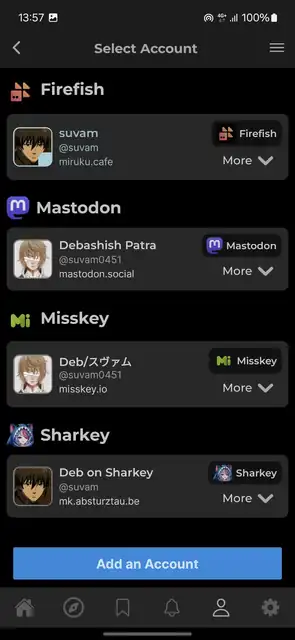 13:57
4G+
100%
Select Account
Firefish
suvam
@suvam
miruku.cafe
Firefish
More
Mastodon
Debashish Patra
@suvam0451
mastodon.social
Mastodon
More
Misskey
Deb/スヴァム
@suvam0451
misskey.io
Misskey
More
Sharkey
Deb on Sharkey
@suvam
mk.absturztau.be
Sharkey
More
Add an Account